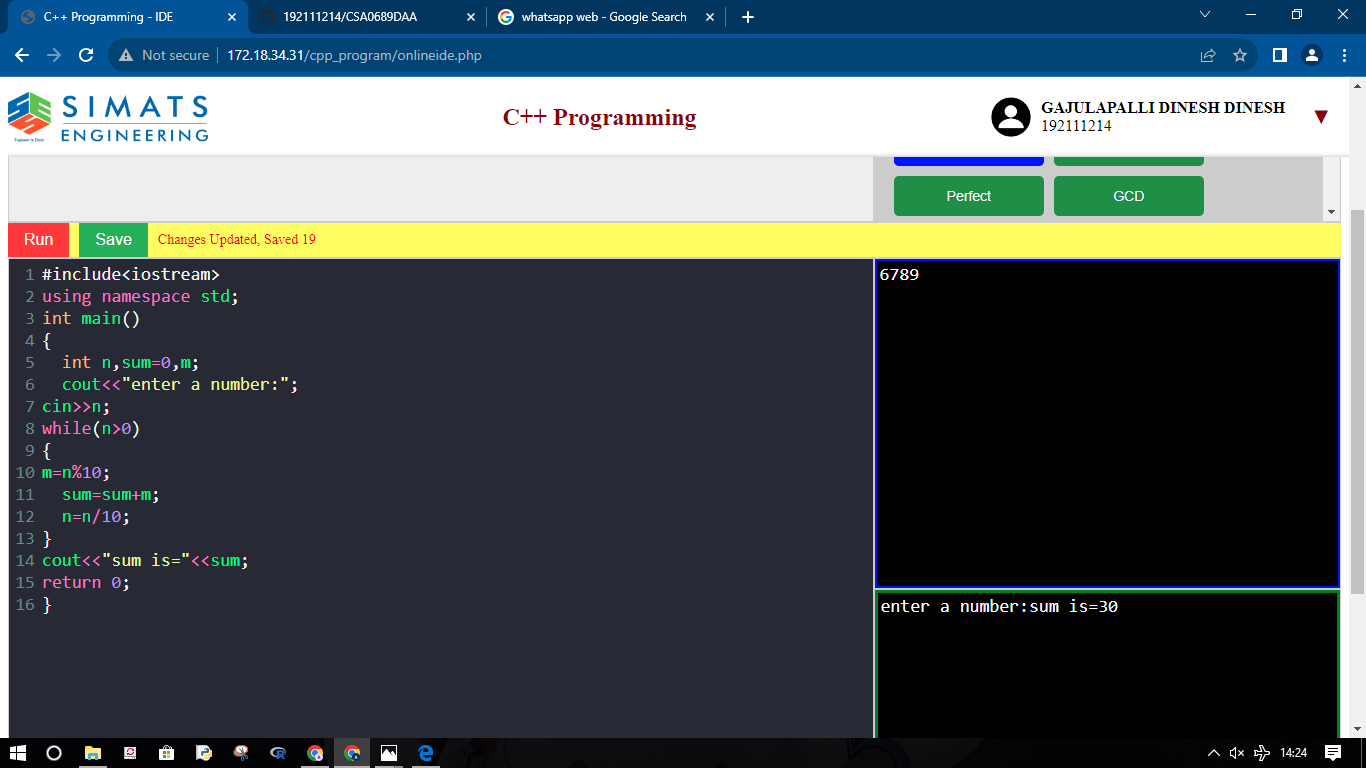 C++ Programming - IDE
192111214/CSA0689DAA
whatsapp web - Google Search
Not secure 172.18.34.31/cpp_program/onlineide.php
SIMATS
ENGINEERING
C++ Programming
GAJULAPALLI DINESH DINESH
192111214
Perfect GCD
Run Save Changes Updated, Saved 19
1 #include<iostream>
2 using namespace std;
3 int main()
4 {
5 int n,sum=0,m;
6 cout<<"enter a number:";
7 cin>>n;
8 while(n>0)
9 {
10 m=n%10;
11 sum=sum+m;
12 n=n/10;
13 }
14 cout<<"sum is="<<sum;
15 return 0;
16 }
6789
enter a number:sum is=30
14:24